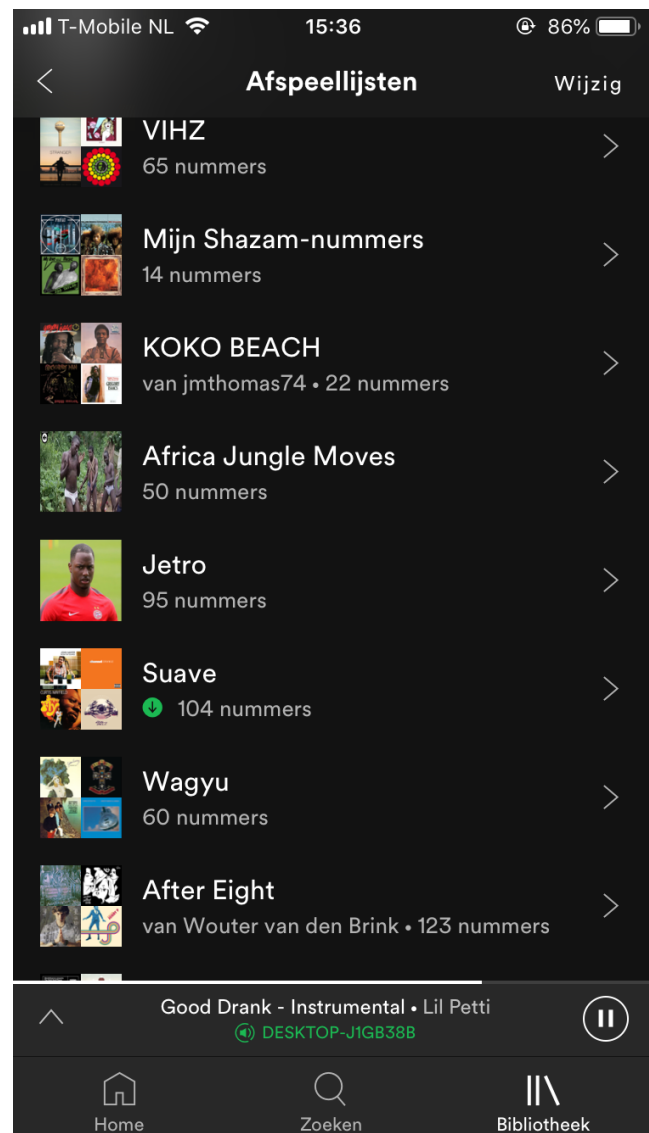 T-Mobile NL 15:36 86%
Afspeellijsten Wijzig
VIHZ
65 nummers
Mijn Shazam-nummers
14 nummers
KOKO BEACH
van jmthomas74 • 22 nummers
Africa Jungle Moves
50 nummers
Jetro
95 nummers
Suave
104 nummers
Wagyu
60 nummers
After Eight
van Wouter van den Brink • 123 nummers
Good Drank - Instrumental • Lil Petti
DESKTOP-J1GB38B
Home Zoeken Bibliotheek